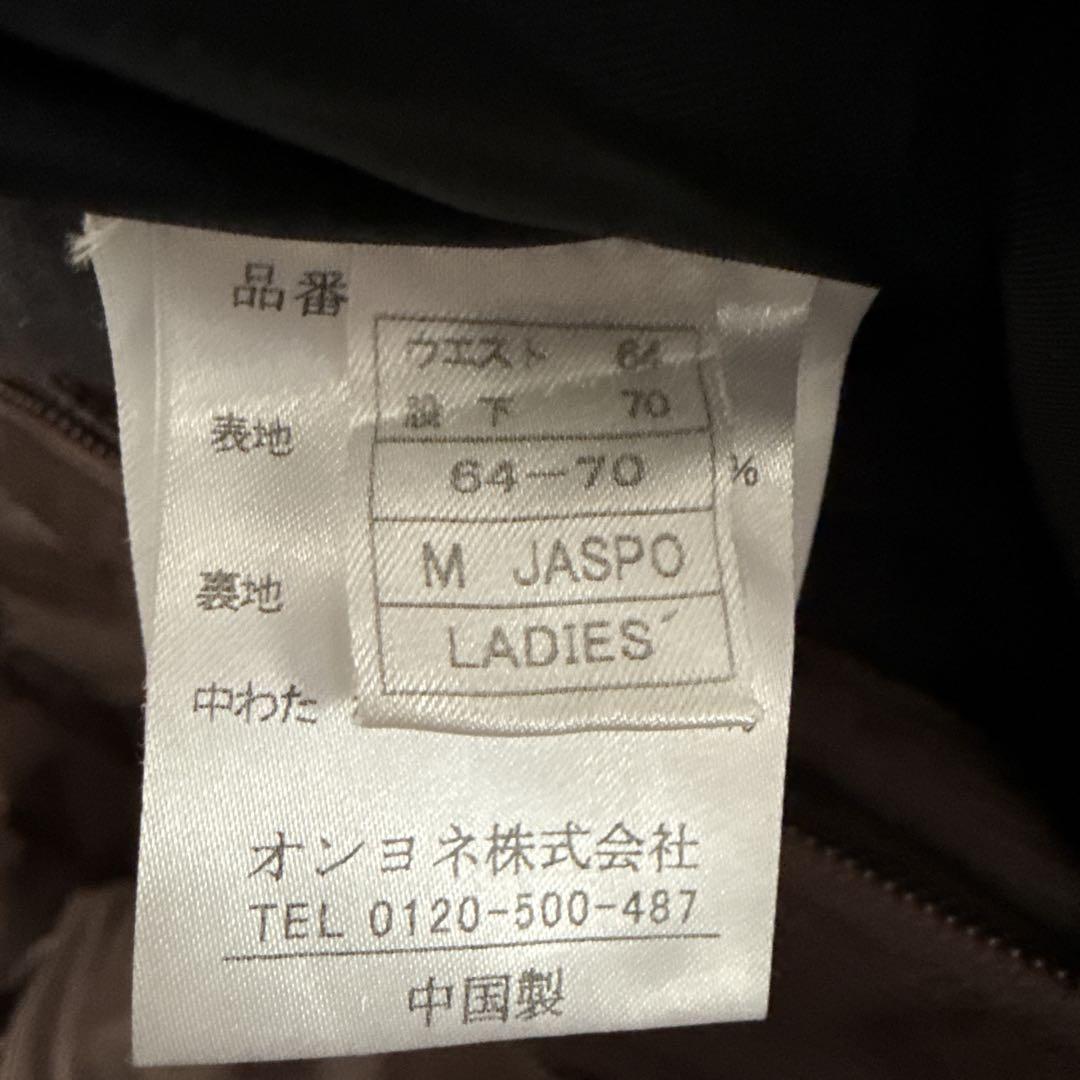 品番
ウエスト 64
股下 70
表地
64-70
%
M JASPO
裏地
LADIES´
中わた
オンヨネ株式会社
TEL 0120-500-487
中国製